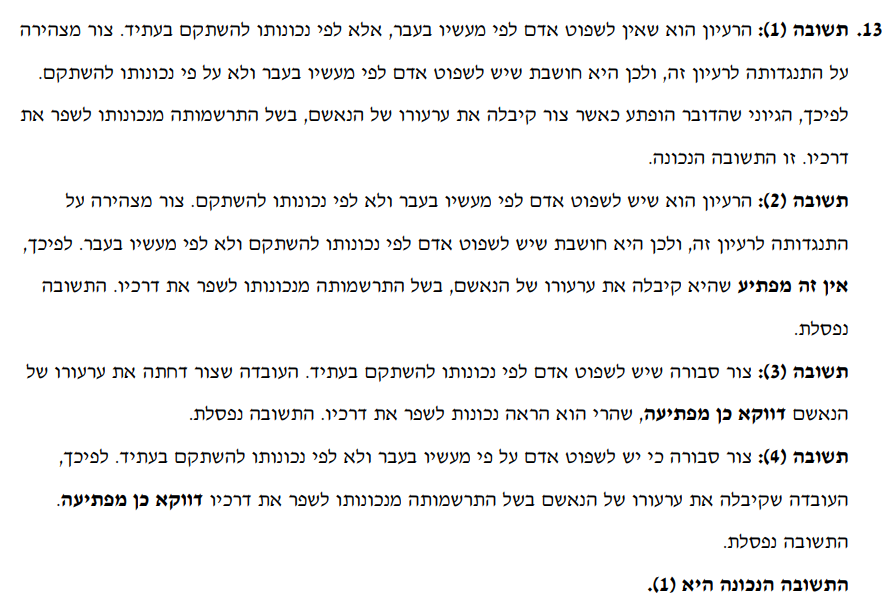 13. תשובה (1): הרעיון הוא שאין לשפוט אדם לפי מעשיו בעבר, אלא לפי נכונותו להשתקם בעתיד. צור מצהירה
על התנגדותה לרעיון זה, ולכן היא חושבת שיש לשפוט אדם לפי מעשיו בעבר ולא על פי נכונותו להשתקם.
לפיכך, הגיוני שהדובר הופתע כאשר צור קיבלה את ערעורו של הנאשם, בשל התרשמותה מנכונותו לשפר את
דרכיו. זו התשובה הנכונה.
תשובה (2): הרעיון הוא שיש לשפוט אדם לפי מעשיו בעבר ולא לפי נכונותו להשתקם. צור מצהירה על
התנגדותה לרעיון זה, ולכן היא חושבת שיש לשפוט אדם לפי נכונותו להשתקם ולא לפי מעשיו בעבר. לפיכך,
אין זה מפתיע שהיא קיבלה את ערעורו של הנאשם, בשל התרשמותה מנכונותו לשפר את דרכיו. התשובה
נפסלת.
תשובה (3): צור סבורה שיש לשפוט אדם לפי נכונותו להשתקם בעתיד. העובדה שצור דחתה את ערעורו של
הנאשם דווקא כן מפתיעה, שהרי הוא הראה נכונות לשפר את דרכיו. התשובה נפסלת.
תשובה (4): צור סבורה כי יש לשפוט אדם על פי מעשיו בעבר ולא לפי נכונותו להשתקם בעתיד. לפיכך,
העובדה שקיבלה את ערעורו של הנאשם בשל התרשמותה מנכונותו לשפר את דרכיו דווקא כן מפתיעה.
התשובה נפסלת.
התשובה הנכונה היא (1).